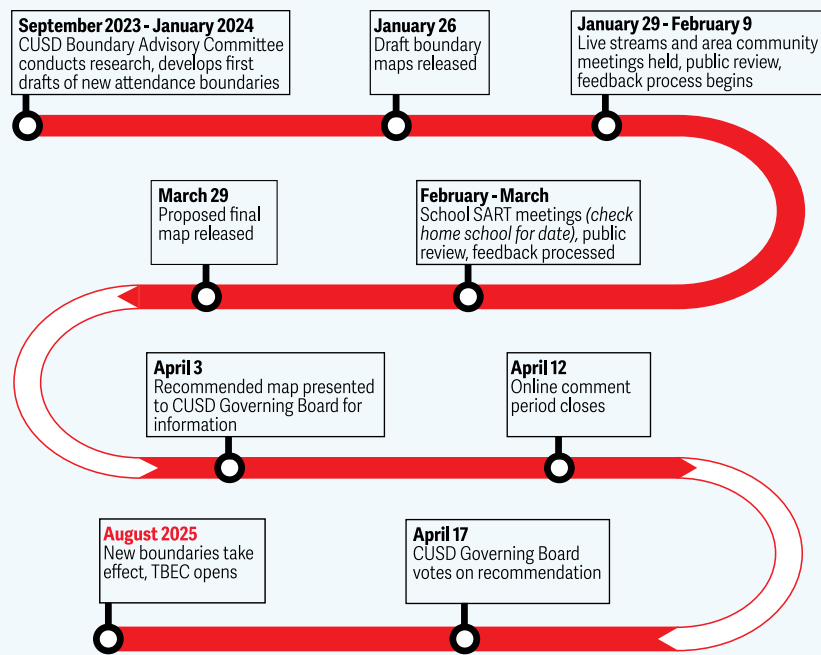 September 2023 - January 2024
CUSD Boundary Advisory Committee
conducts research, develops first
drafts of new attendance boundaries
January 26
Draft boundary
maps released
January 29 - February 9
Live streams and area community
meetings held, public review,
feedback process begins
February - March
School SART meetings (check
home school for date), public
review, feedback processed
March 29
Proposed final
map released
April 3
Recommended map presented
to CUSD Governing Board for
information
April 12
Online comment
period closes
April 17
CUSD Governing Board
votes on recommendation
August 2025
New boundaries take
effect, TBEC opens